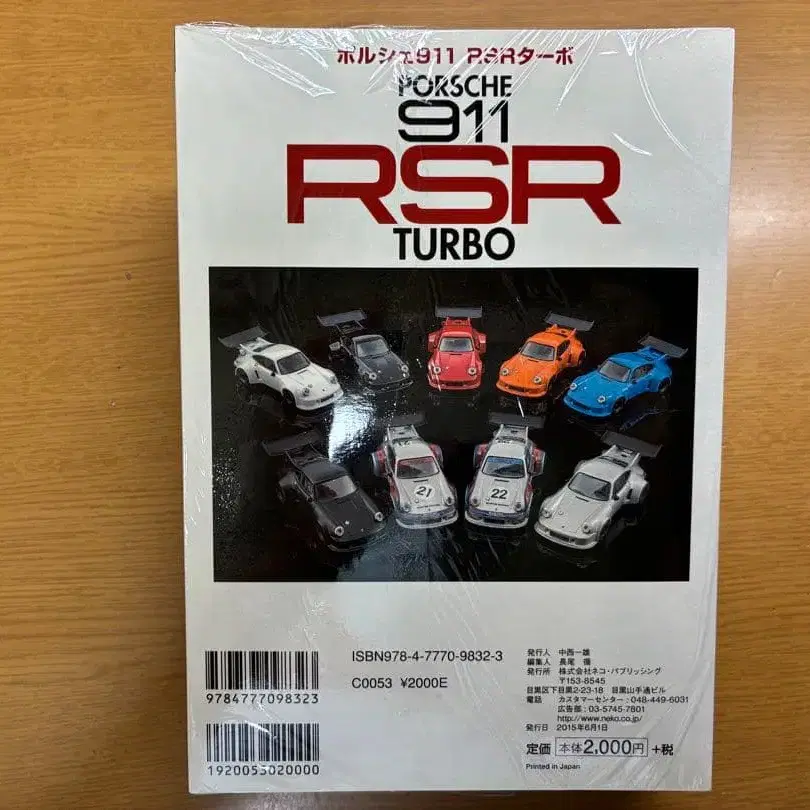 ポルシェ911 RSRターボ
PORSCHE
911
RSR
TURBO
21
22
ISBN978-4-7770-9832-3
C0053 ¥2000E
9784777098323
1920053020000
発行人 中西一雄
編集人 長尾 循
発行所 株式会社ネコ・パブリッシング
〒153-8545
目黒区下目黒2-23-18 目黒山手通ビル
電話 カスタマーセンター：048-449-6031
広告部：03-5745-7801
http://www.neko.co.jp/
発行日 2015年6月1日
定価 本体2,000円 +税
Printed in Japan